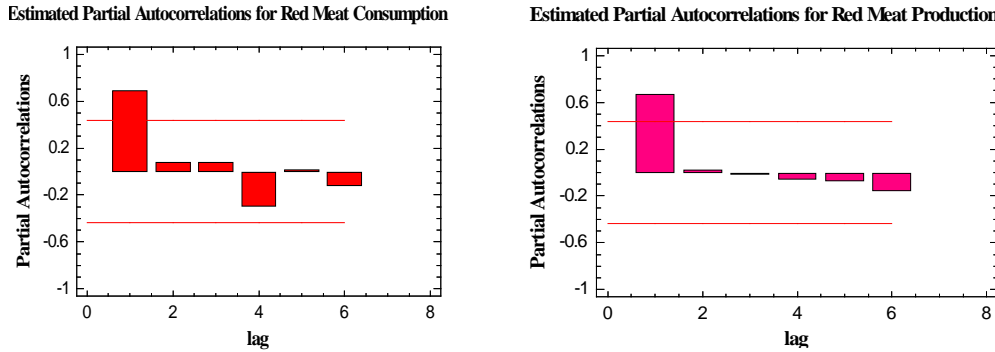 Estimated Partial Autocorrelations for Red Meat Consumption
Partial Autocorrelations
1
0.6
0.2
-0.2
-0.6
-1
0 2 4 6 8
lag
Estimated Partial Autocorrelations for Red Meat Production
Partial Autocorrelations
1
0.6
0.2
-0.2
-0.6
-1
0 2 4 6 8
lag